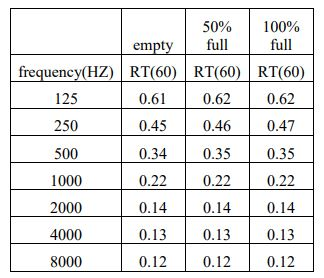 empty 50% full 100% full
frequency(HZ) RT(60) RT(60) RT(60)
125 0.61 0.62 0.62
250 0.45 0.46 0.47
500 0.34 0.35 0.35
1000 0.22 0.22 0.22
2000 0.14 0.14 0.14
4000 0.13 0.13 0.13
8000 0.12 0.12 0.12